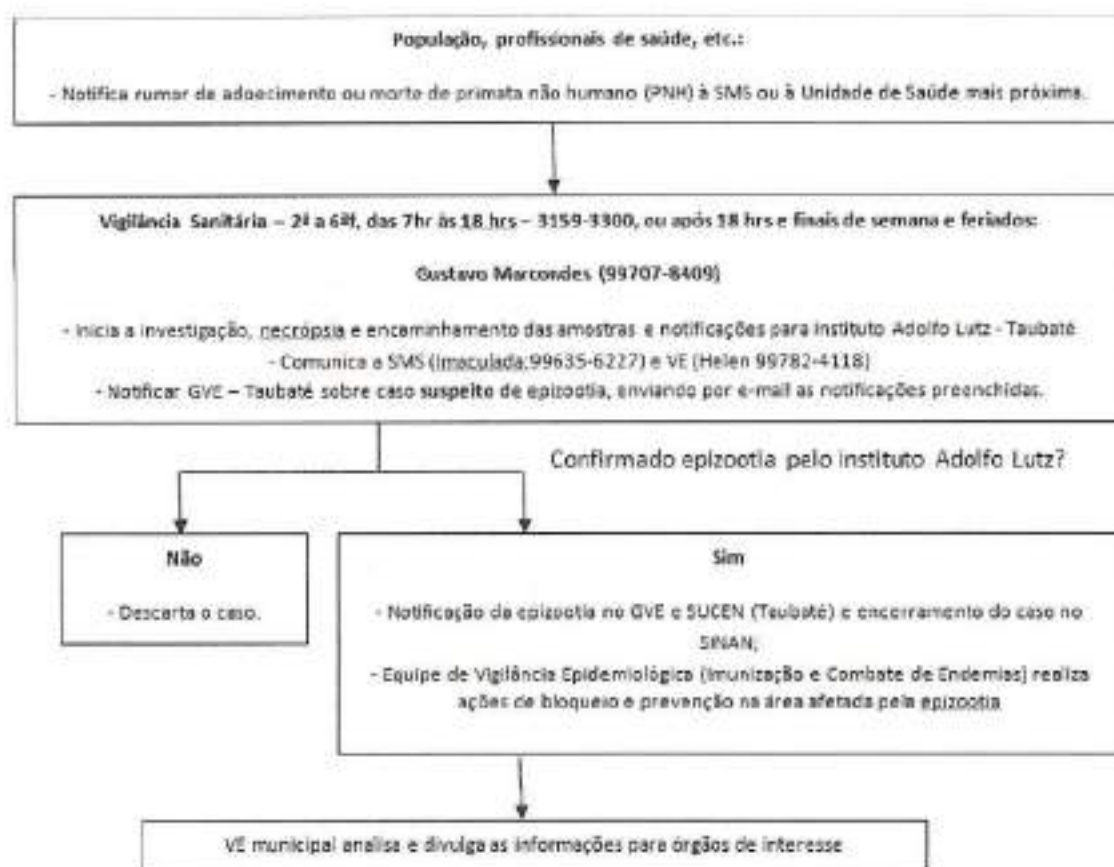 População, profissionais de saúde, etc.:
- Notifica rumor de adoecimento ou morte de primata não humano (PNH) à SMS ou à Unidade de Saúde mais próxima.
Vigilância Sanitária – 2ª a 6ªf, das 7hr às 18 hrs – 3159-3300, ou após 18 hrs e finais de semana e feriados:
Gustavo Marcondes (99707-8409)
- Inicia a investigação, necrópsia e encaminhamento das amostras e notificações para Instituto Adolfo Lutz - Taubaté
- Comunica a SMS (Imaculada 99635-6227) e VE (Helen 99782-4118)
- Notificar GVE – Taubaté sobre caso suspeito de epizootia, enviando por e-mail as notificações preenchidas.
Confirmado epizootia pelo Instituto Adolfo Lutz?
Não
- Descarta o caso.
Sim
- Notificação da epizootia no GVE e SUCEN (Taubaté) e encerramento do caso no
SINAN;
- Equipe de Vigilância Epidemiológica (Imunização e Combate de Endemias) realiza
ações de bloqueio e prevenção na área afetada pela epizootia
VE municipal analisa e divulga as informações para órgãos de interesse